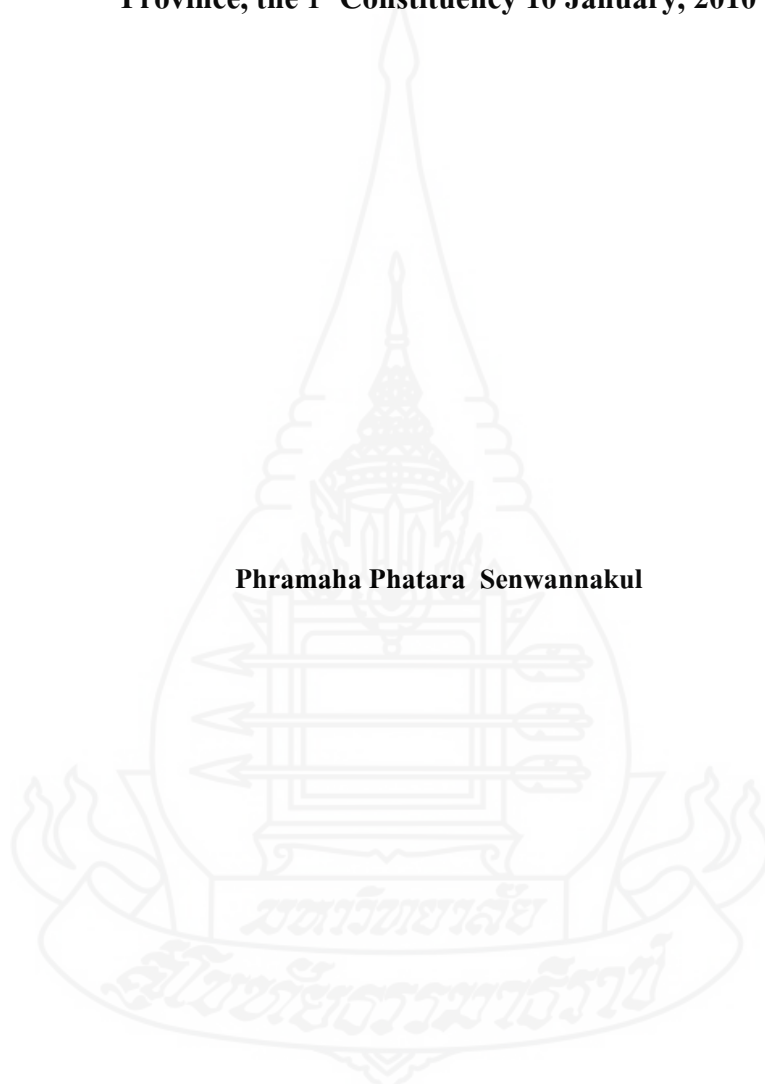 Province, the 1 Constituency 10 January, 2010
Phramaha Phatara Senwannakul
มหาวิทยาลัย
สุโขทัยธรรมาธิราช